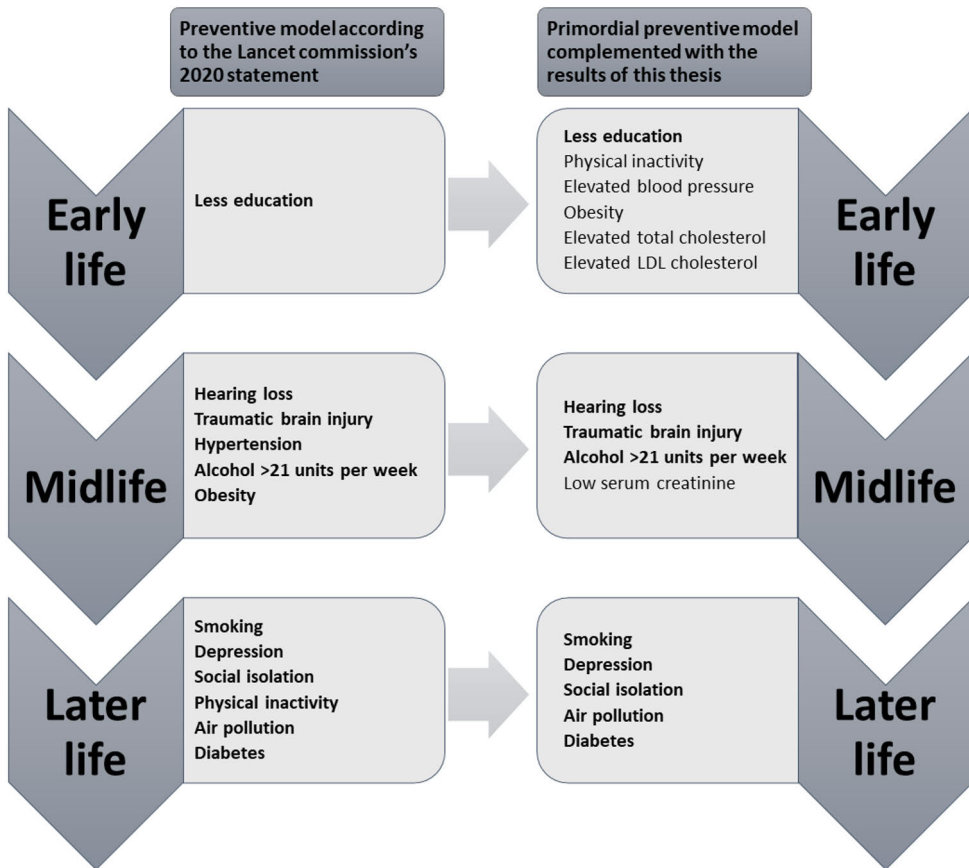 Preventive model according
to the Lancet commission's
2020 statement
Primordial preventive model
complemented with the
results of this thesis
Early
life
Less education
Less education
Physical inactivity
Elevated blood pressure
Obesity
Elevated total cholesterol
Elevated LDL cholesterol
Early
life
Midlife
Hearing loss
Traumatic brain injury
Hypertension
Alcohol >21 units per week
Obesity
Hearing loss
Traumatic brain injury
Alcohol >21 units per week
Low serum creatinine
Midlife
Later
life
Smoking
Depression
Social isolation
Physical inactivity
Air pollution
Diabetes
Smoking
Depression
Social isolation
Air pollution
Diabetes
Later
life